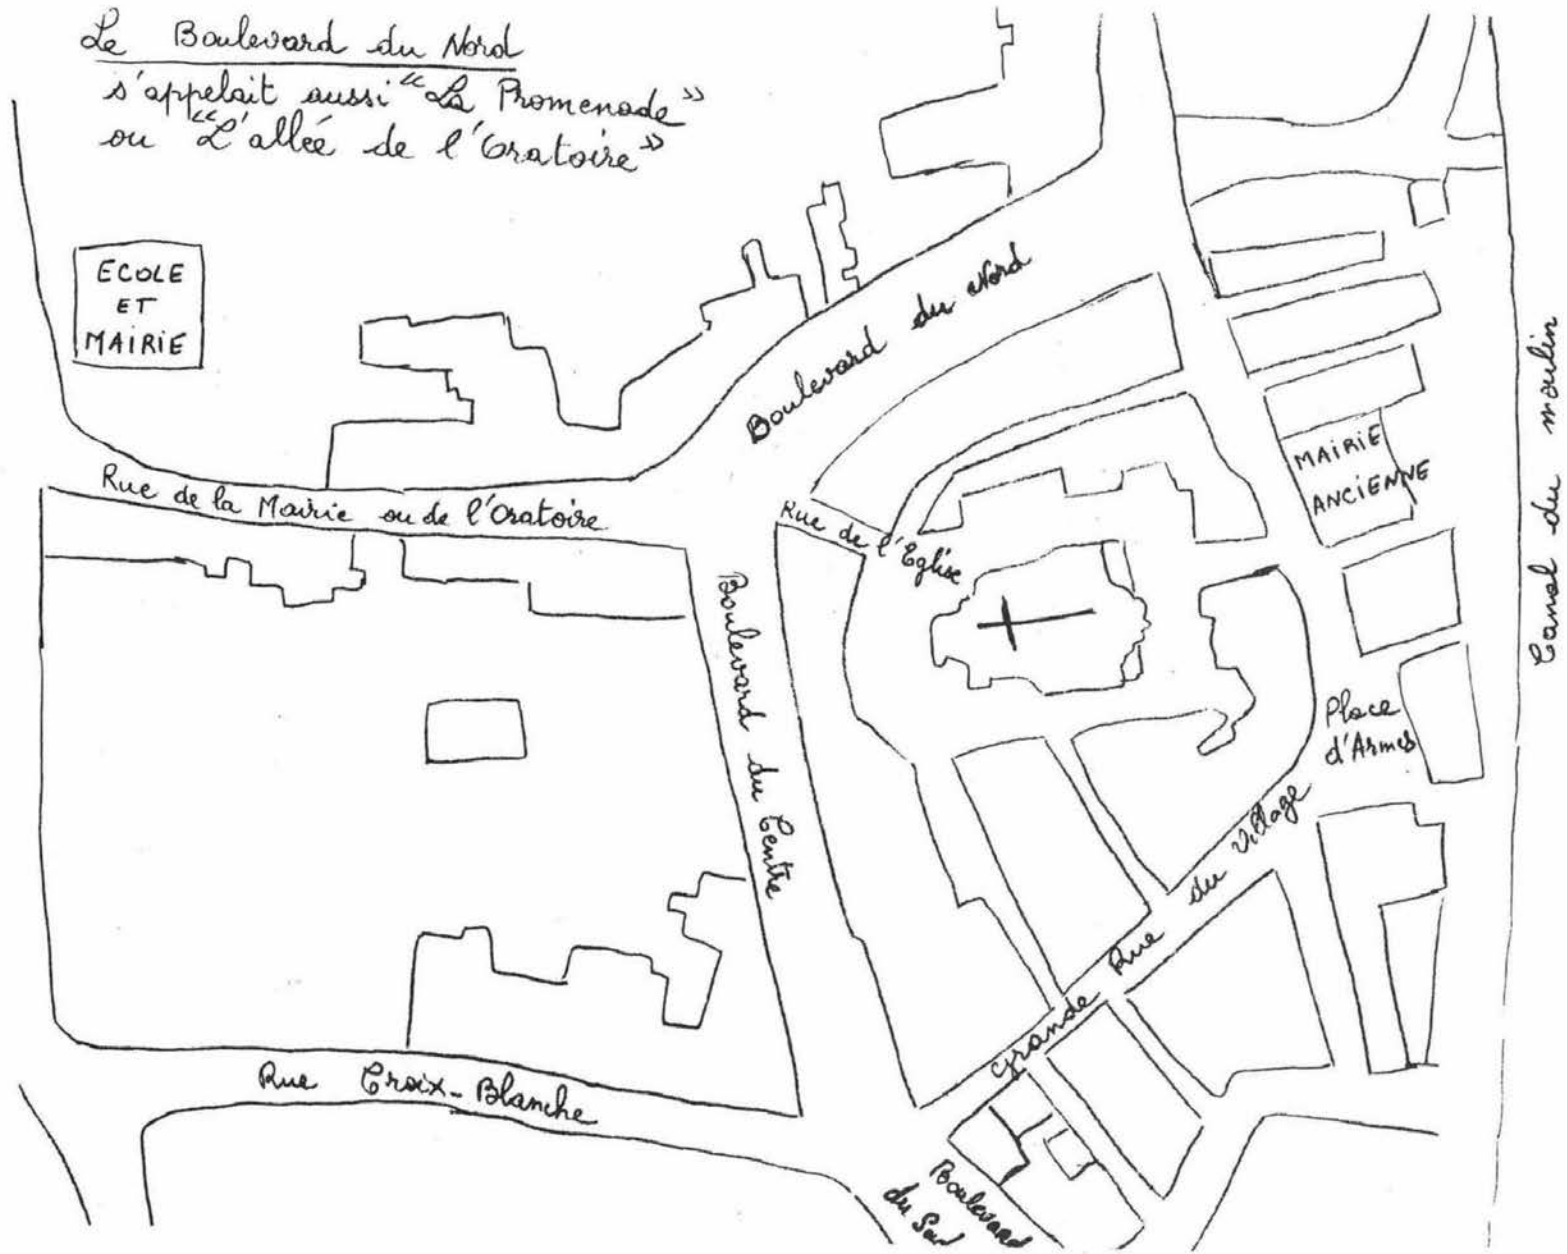 Le Boulevard du Nord
s'appelait aussi "La Promenade"
ou "L'allée de l'Oratoire"
ECOLE
ET
MAIRIE
Boulevard du Nord
Rue de la Mairie ou de l'Oratoire
Rue de l'Eglise
MAIRIE
ANCIENNE
Canal du moulin
Boulevard du Centre
Place
d'Armes
Grande Rue du Village
Rue Croix-Blanche
Boulevard
du Sud